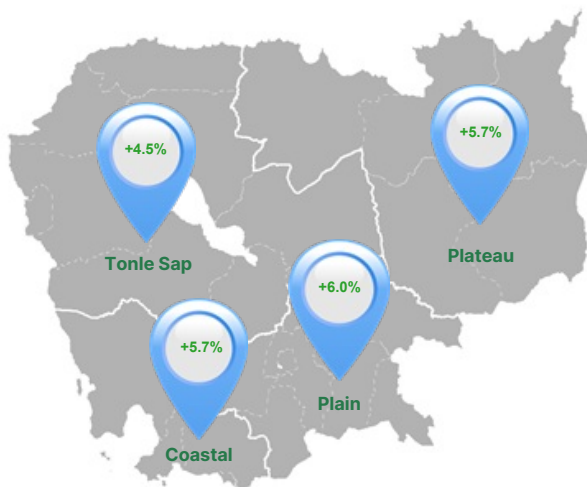 +4.5%
Tonle Sap
+5.7%
Plateau
+5.7%
Coastal
+6.0%
Plain